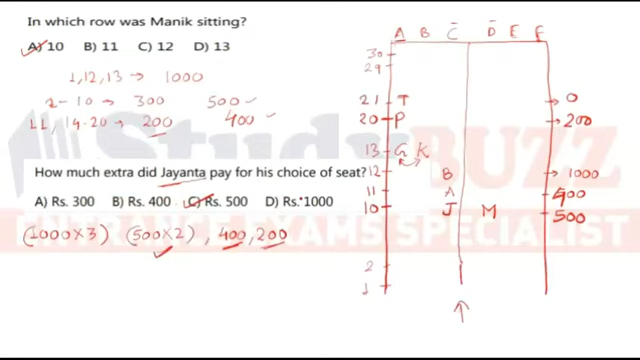 In which row was Manik sitting?
A) 10 B) 11 C) 12 D) 13
1,12,13 → 1000
2-10 → 300 500
11, 14-20 → 200 400
How much extra did Jayanta pay for his choice of seat?
A) Rs. 300 B) Rs. 400 C) Rs. 500 D) Rs. 1000
(1000×3) (500×2), 400, 200
A B C D E F
30
29
21 T → 0
20 P → 200
13 G K
12 B → 1000
11 A 400
10 J M 500
2
1
Study BUZZ
ENTRANCE EXAMS SPECIALIST